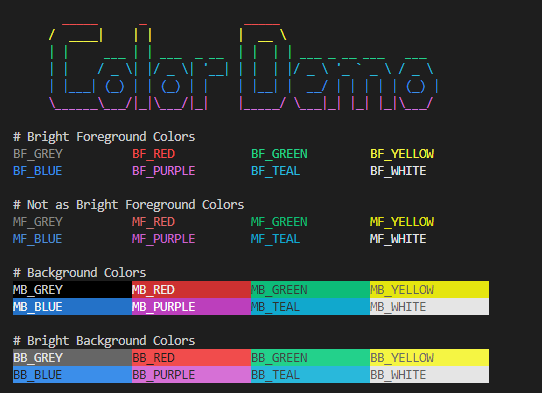 Color Demo
# Bright Foreground Colors
BF_GREY BF_RED BF_GREEN BF_YELLOW
BF_BLUE BF_PURPLE BF_TEAL BF_WHITE
# Not as Bright Foreground Colors
MF_GREY MF_RED MF_GREEN MF_YELLOW
MF_BLUE MF_PURPLE MF_TEAL MF_WHITE
# Background Colors
MB_GREY MB_RED MB_GREEN MB_YELLOW
MB_BLUE MB_PURPLE MB_TEAL MB_WHITE
# Bright Background Colors
BB_GREY BB_RED BB_GREEN BB_YELLOW
BB_BLUE BB_PURPLE BB_TEAL BB_WHITE